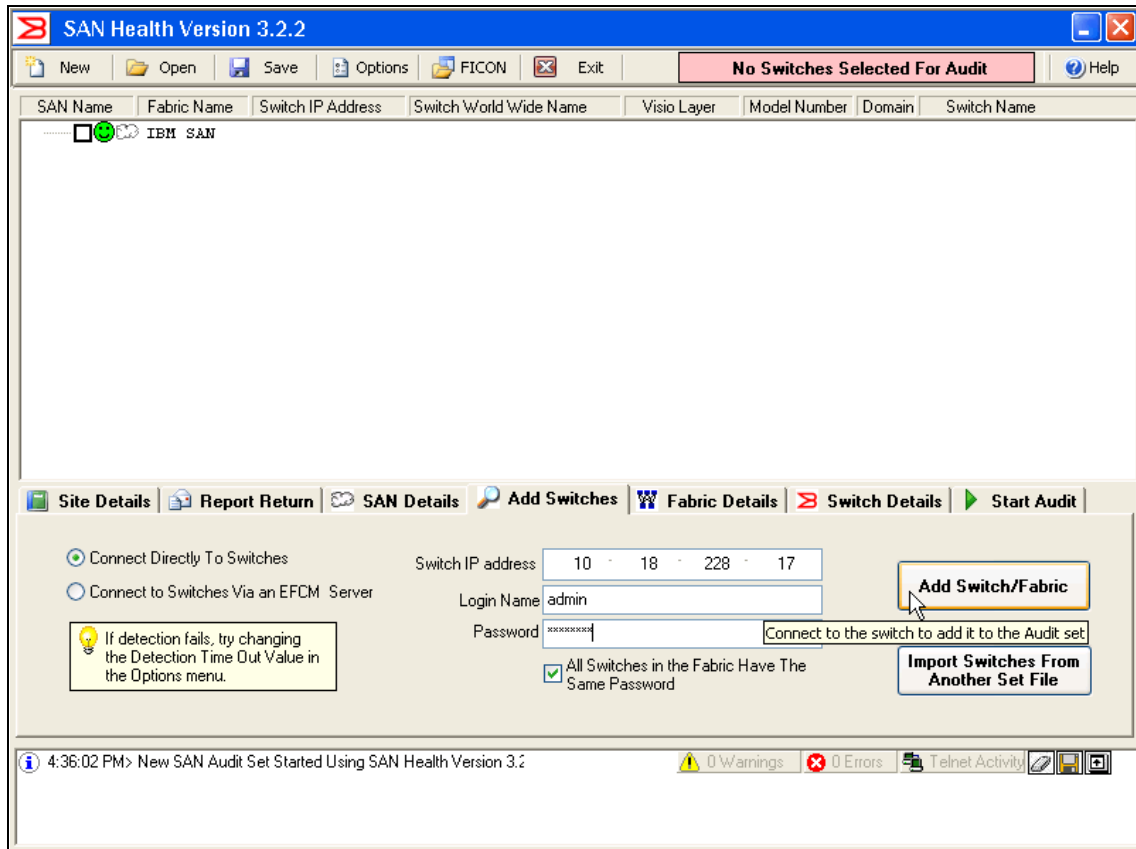 SAN Health Version 3.2.2
New Open Save Options FICON Exit No Switches Selected For Audit Help
SAN Name Fabric Name Switch IP Address Switch World Wide Name Visio Layer Model Number Domain Switch Name
IBM SAN
Site Details Report Return SAN Details Add Switches Fabric Details Switch Details Start Audit
Connect Directly To Switches
Connect to Switches Via an EFCM Server
If detection fails, try changing
the Detection Time Out Value in
the Options menu.
Switch IP address 10 . 18 . 228 . 17
Login Name admin
Password ********
All Switches in the Fabric Have The
Same Password
Add Switch/Fabric
Connect to the switch to add it to the Audit set
Import Switches From
Another Set File
4:36:02 PM> New SAN Audit Set Started Using SAN Health Version 3.2
0 Warnings 0 Errors Telnet Activity